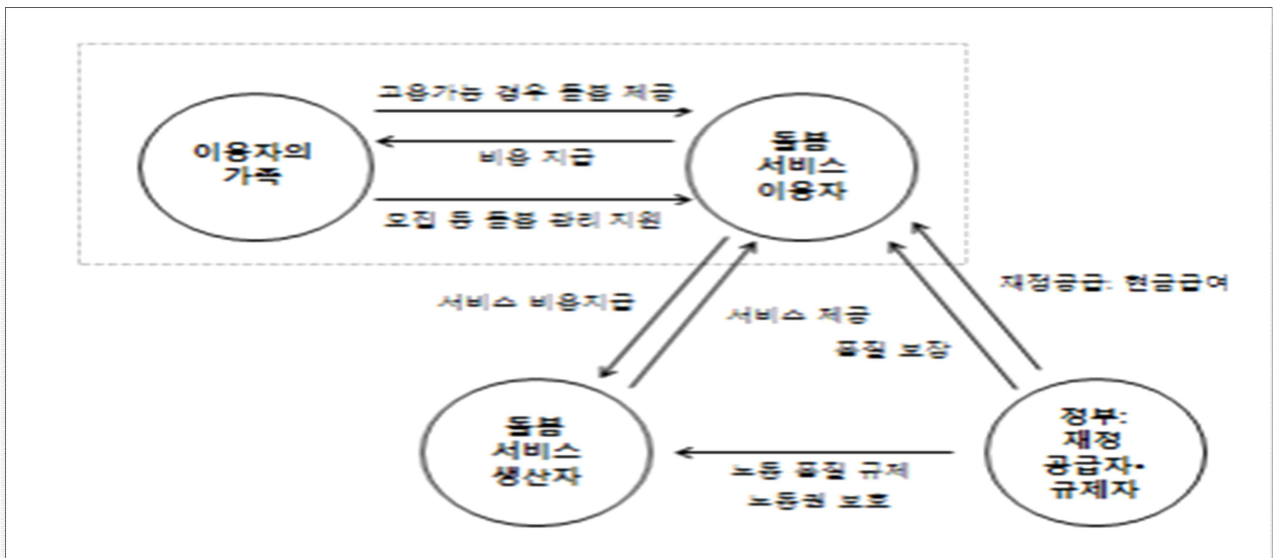 고용가능 경우 돌봄 제공
이용자의
가족
비용 지급
모집 등 돌봄 관리 지원
돌봄
서비스
이용자
서비스 비용지급
서비스 제공
품질 보장
재정공급: 현금급여
돌봄
서비스
생산자
노동 품질 규제
노동권 보호
정부:
재정
공급자·
규제자